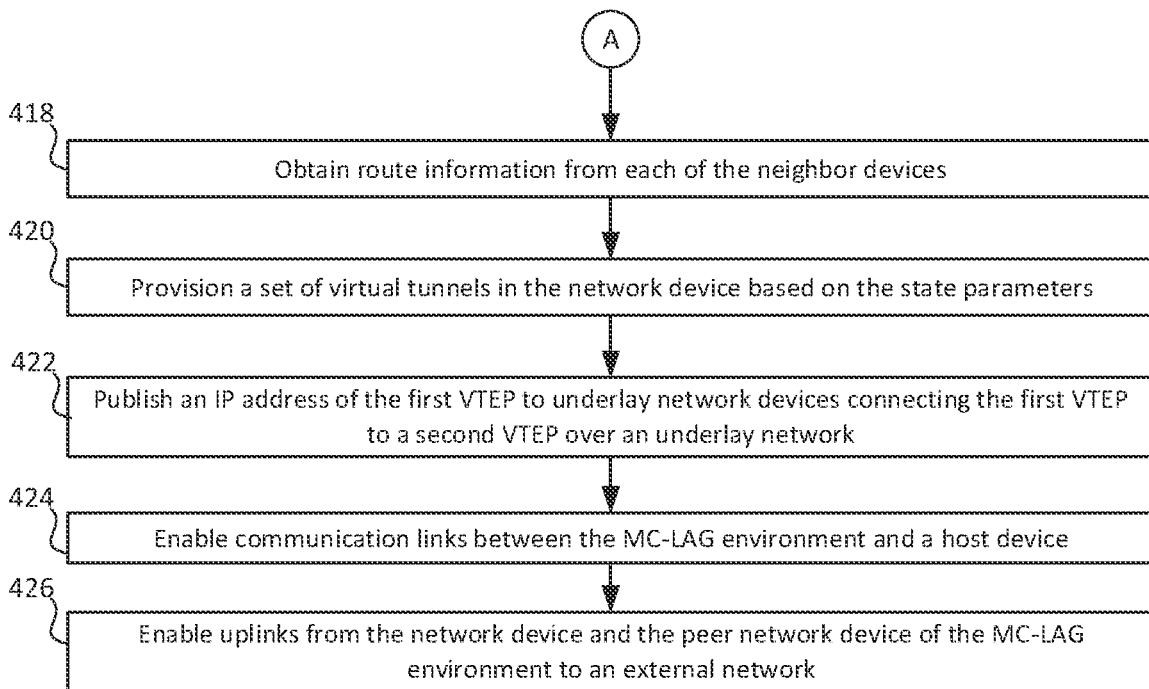 A
418
Obtain route information from each of the neighbor devices
420
Provision a set of virtual tunnels in the network device based on the state parameters
422
Publish an IP address of the first VTEP to underlay network devices connecting the first VTEP
to a second VTEP over an underlay network
424
Enable communication links between the MC-LAG environment and a host device
426
Enable uplinks from the network device and the peer network device of the MC-LAG
environment to an external network